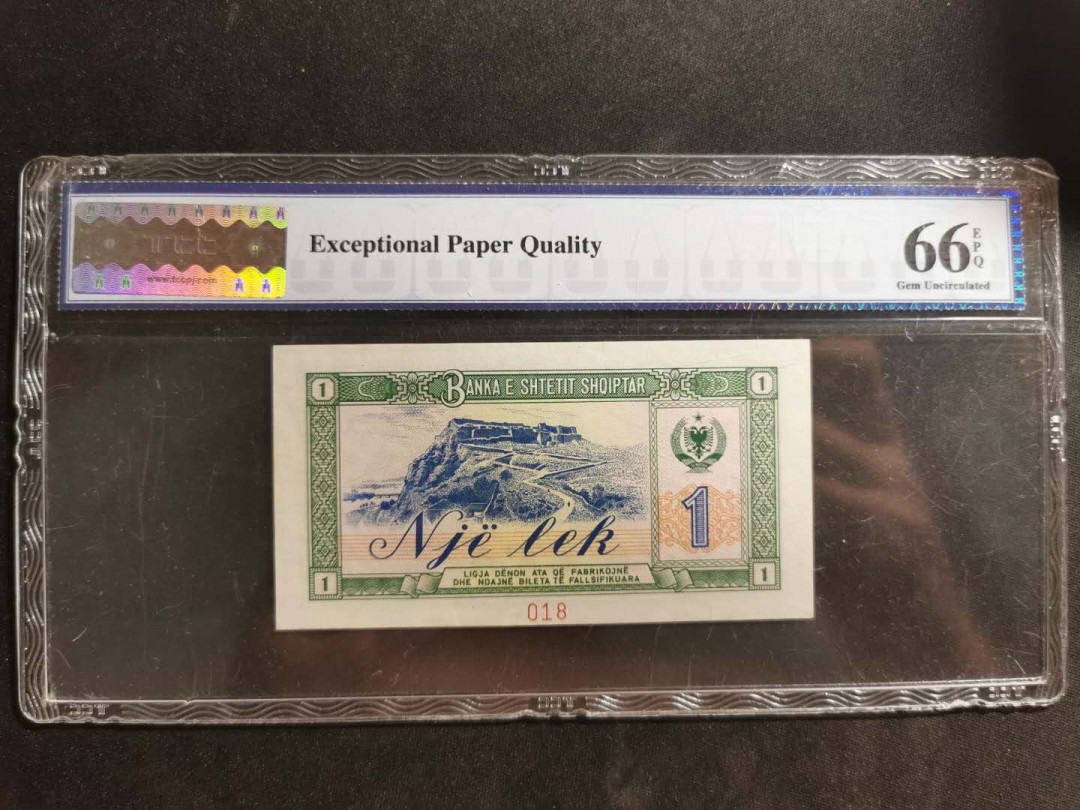 Exceptional Paper Quality
66 EPQ
Gem Uncirculated
1
BANKA E SHTETIT SHQIPTAR
1
Një lek
1
1
LIGJA DËNON ATA QË FABRIKOJNË
DHE NDAJNË BILETA TË FALLSIFIKUARA
1
018